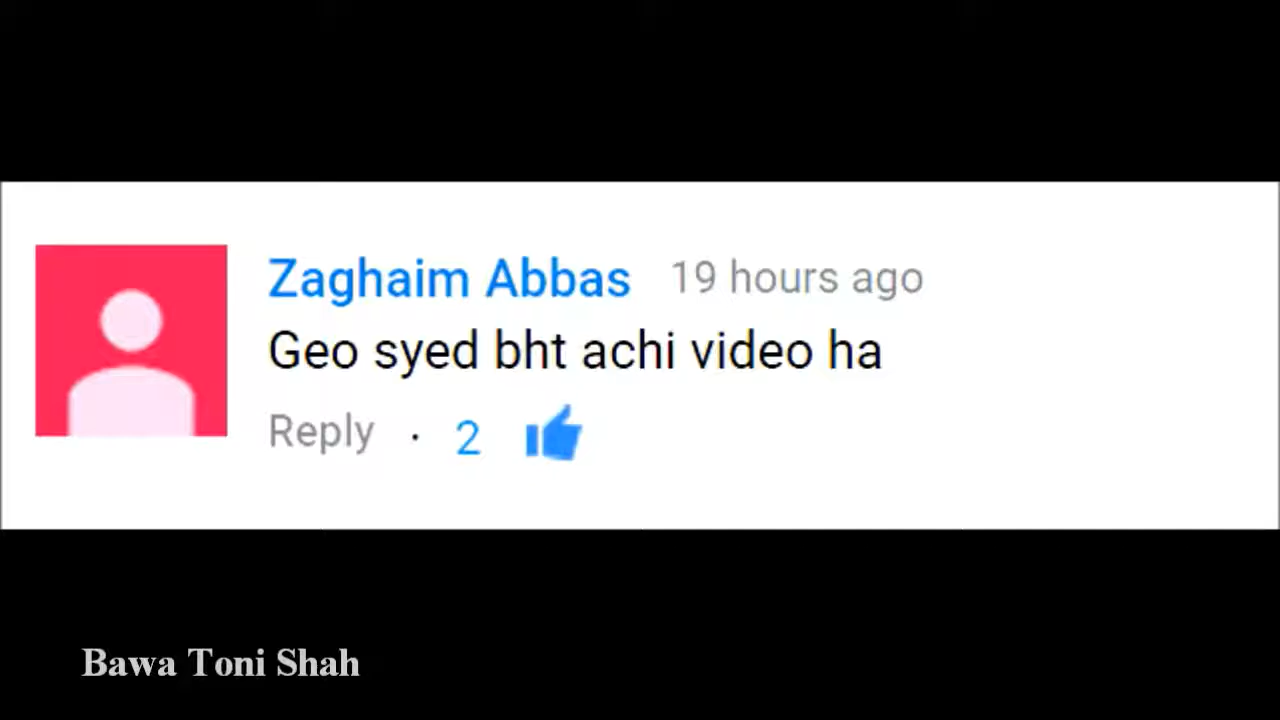 Zaghaim Abbas 19 hours ago
Geo syed bht achi video ha
Reply · 2
Bawa Toni Shah